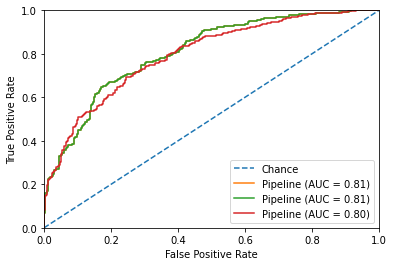 1.0
0.8
0.6
0.4
0.2
0.0
True Positive Rate
Chance
Pipeline (AUC = 0.81)
Pipeline (AUC = 0.81)
Pipeline (AUC = 0.80)
0.0 0.2 0.4 0.6 0.8 1.0
False Positive Rate